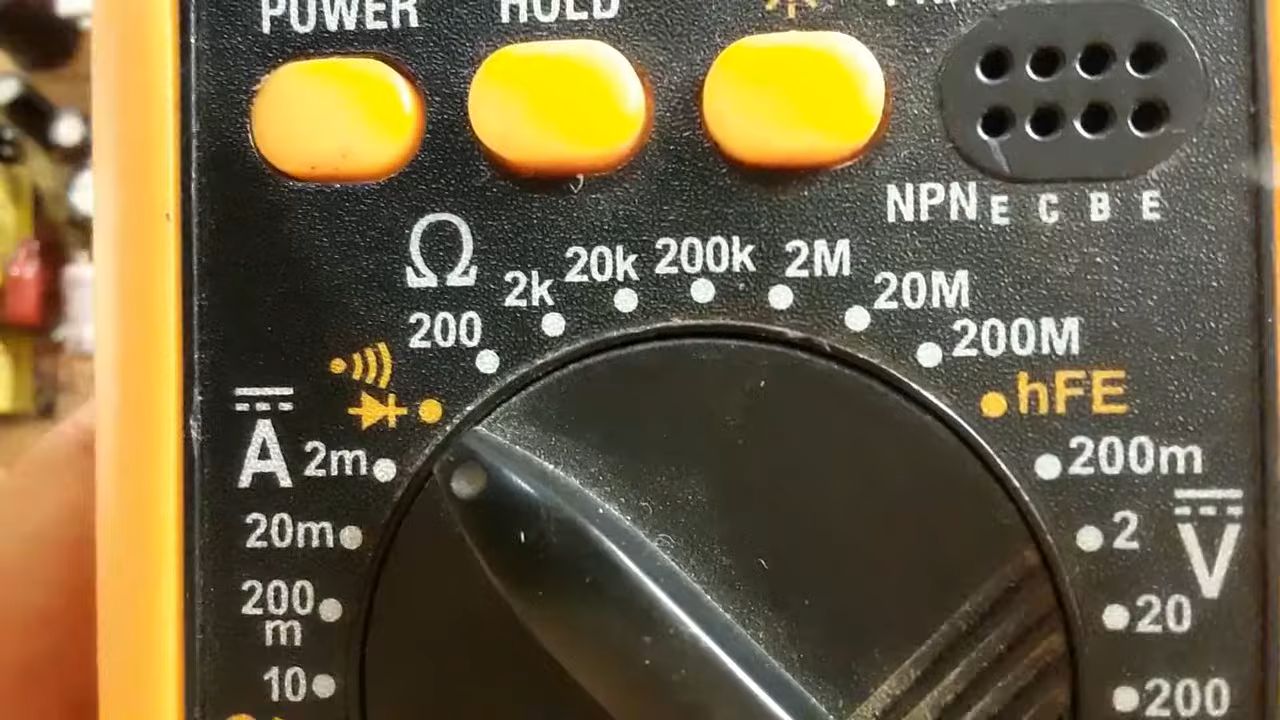 POWER HOLD
NPN E C B E
Ω
2k 20k 200k 2M 20M
200 200M
hFE
A 2m 200m
20m 2 V
200 m 20
10 200